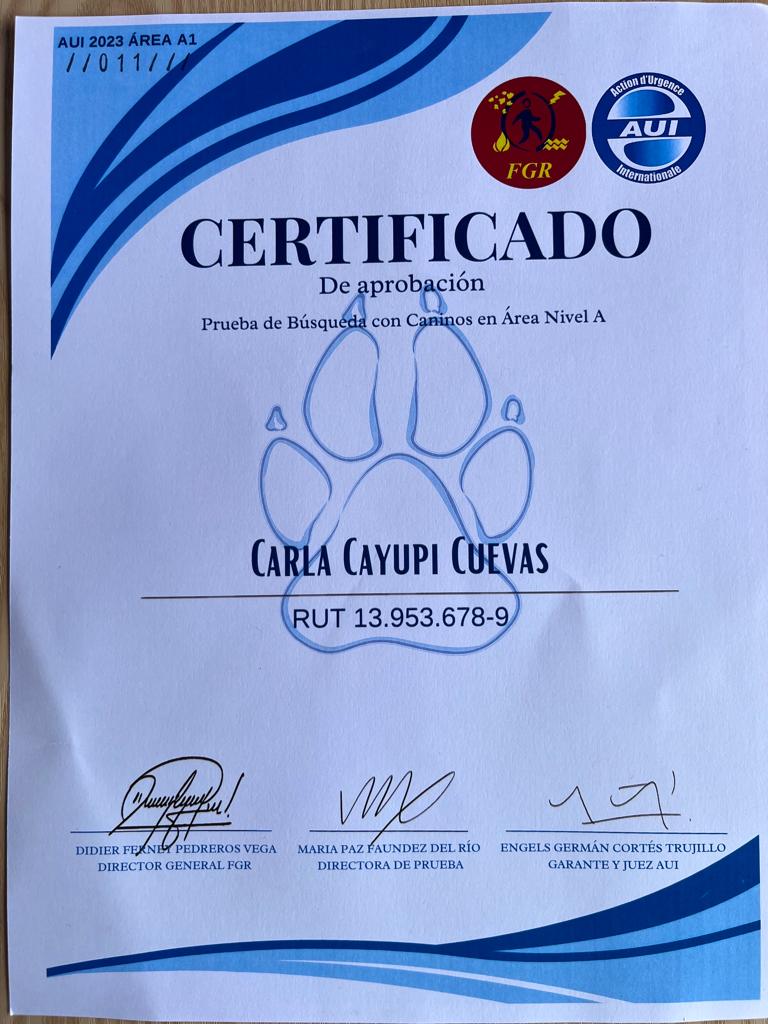 AUI 2023 ÁREA A1
//011///
FGR
Action d'Urgence
AUI
Internationale
CERTIFICADO
De aprobación
Prueba de Búsqueda con Caninos en Área Nivel A
CARLA CAYUPI CUEVAS
RUT 13.953.678-9
DIDIER FERNEY PEDREROS VEGA
DIRECTOR GENERAL FGR
MARIA PAZ FAUNDEZ DEL RÍO
DIRECTORA DE PRUEBA
ENGELS GERMÁN CORTÉS TRUJILLO
GARANTE Y JUEZ AUI